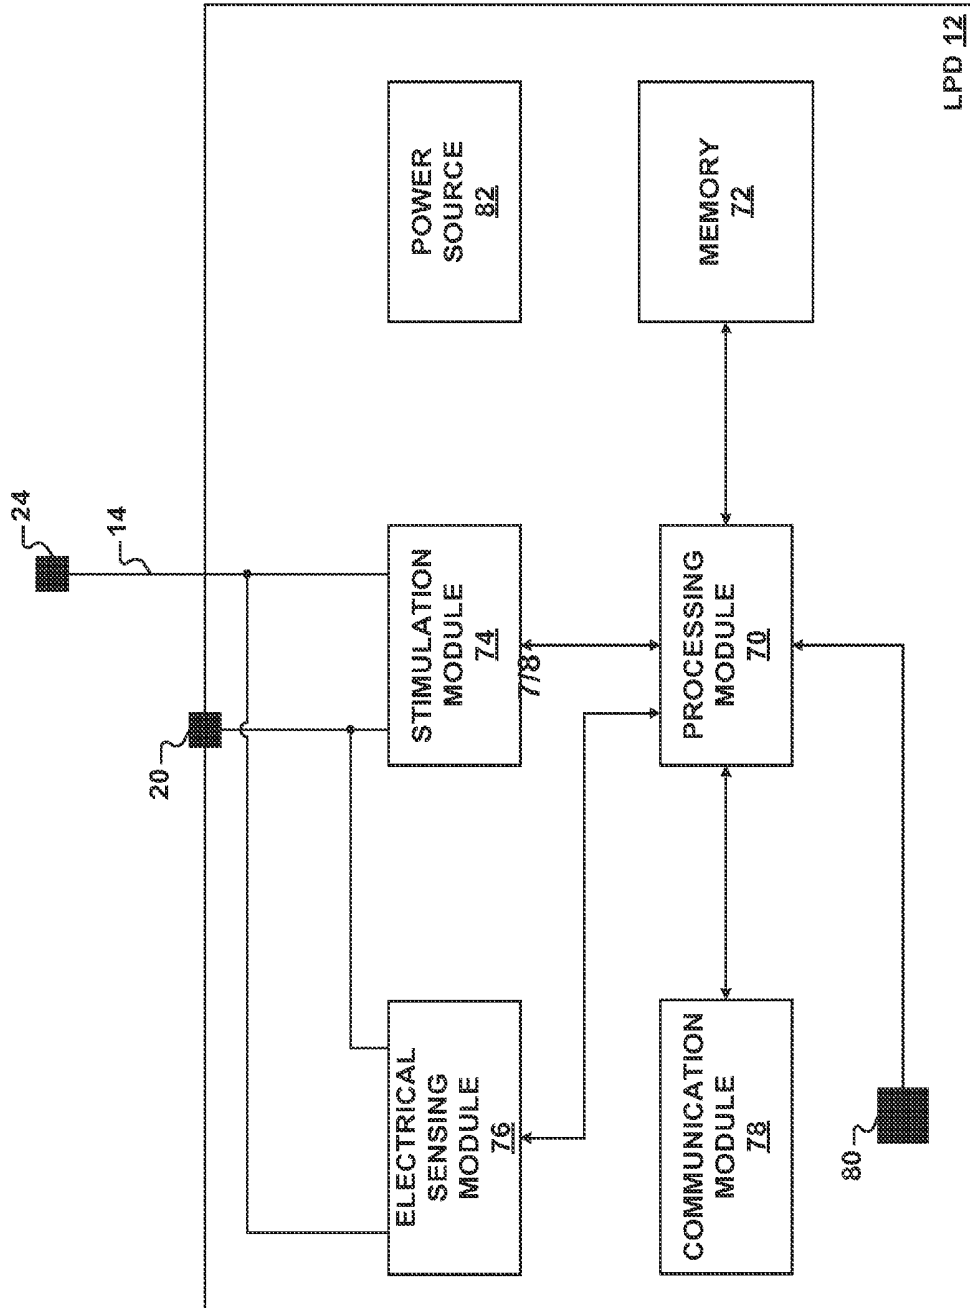 LPD 12
24
14
20
POWER
SOURCE
82
MEMORY
72
STIMULATION
MODULE
74
7/8
PROCESSING
MODULE
70
ELECTRICAL
SENSING
MODULE
76
COMMUNICATION
MODULE
78
80